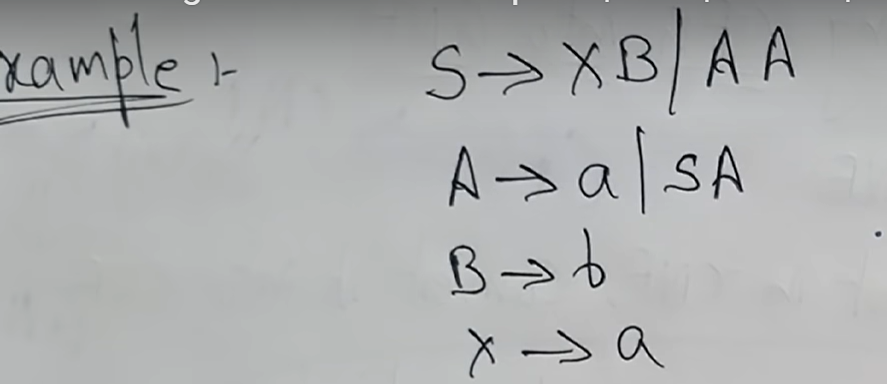 xample :-
S → XB | AA
A → a | SA
B → b
X → a